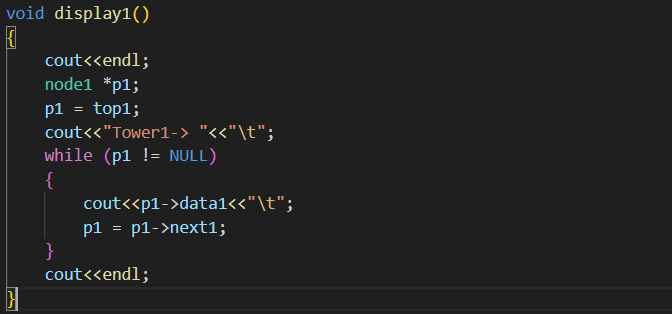 void display1()
{
    cout<<endl;
    node1 *p1;
    p1 = top1;
    cout<<"Tower1-> "<<"\t";
    while (p1 != NULL)
    {
        cout<<p1->data1<<"\t";
        p1 = p1->next1;
    }
    cout<<endl;
}